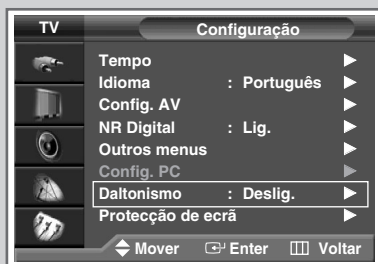 TV
Configuração
Tempo
Idioma : Português
Config. AV
NR Digital : Lig.
Outros menus
Config. PC
Daltonismo : Deslig.
Protecção de ecrã
Mover Enter Voltar